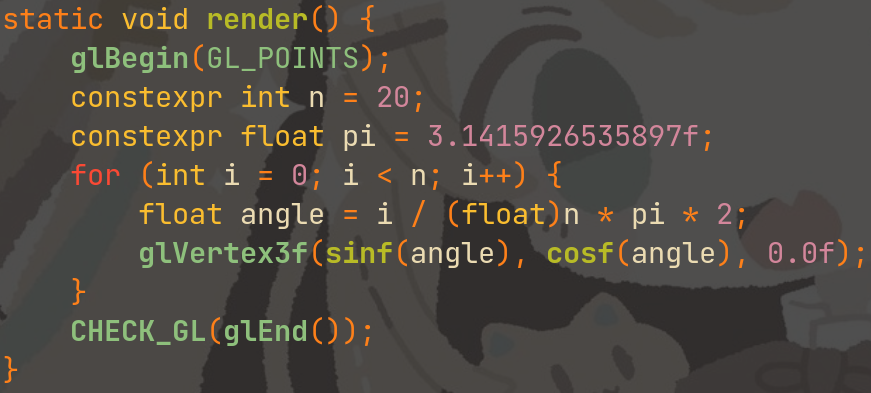 static void render() {
    glBegin(GL_POINTS);
    constexpr int n = 20;
    constexpr float pi = 3.1415926535897f;
    for (int i = 0; i < n; i++) {
        float angle = i / (float)n * pi * 2;
        glVertex3f(sinf(angle), cosf(angle), 0.0f);
    }
    CHECK_GL(glEnd());
}